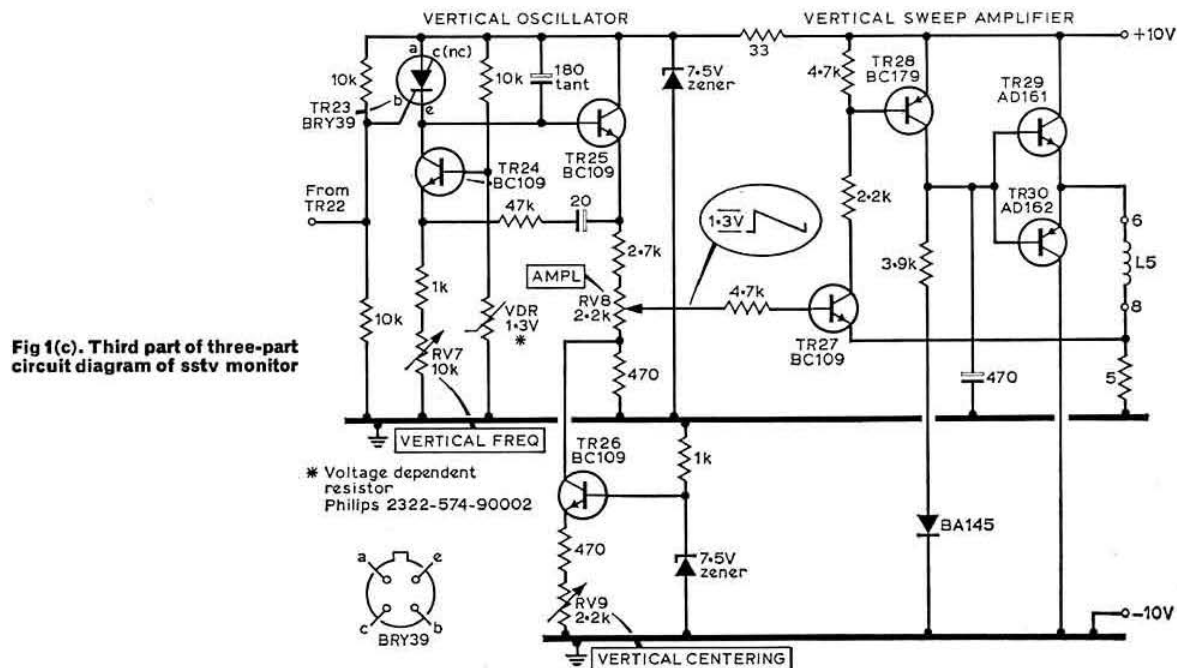 VERTICAL OSCILLATOR
VERTICAL SWEEP AMPLIFIER
+10V
33
a
c(nc)
10k
180
tant
10k
7·5V
zener
4·7k
TR28
BC179
TR29
AD161
TR23
BRY39
b
e
TR25
BC109
TR24
BC109
From
TR22
47k
20
1·3V
2·2k
TR30
AD162
6
2·7k
3·9k
L5
AMPL
1k
VDR
1·3V
*
RV8
2·2k
4·7k
8
10k
TR27
BC109
Fig 1(c). Third part of three-part
circuit diagram of sstv monitor
RV7
10k
470
470
5
VERTICAL FREQ
TR26
BC109
1k
* Voltage dependent
resistor
Philips 2322-574-90002
BA145
a
e
470
7·5V
zener
c
b
BRY39
RV9
2·2k
-10V
VERTICAL CENTERING